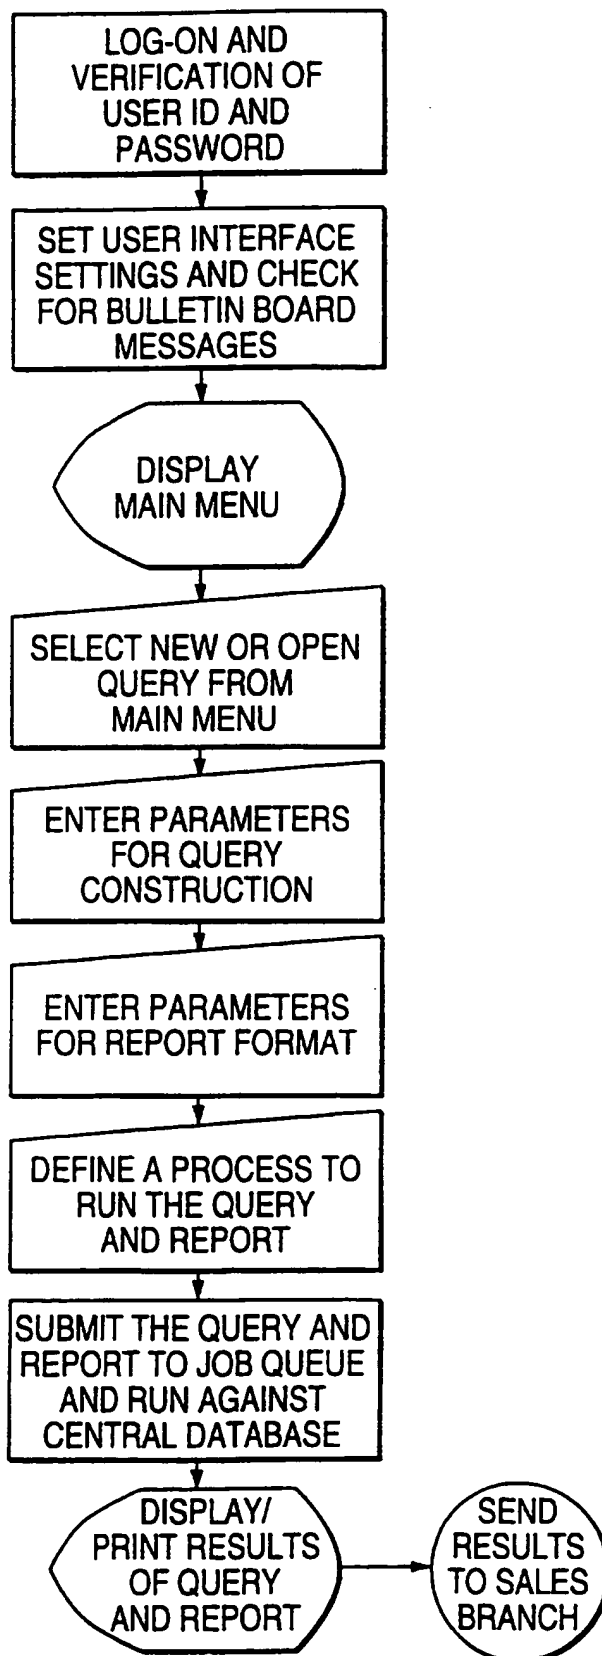 LOG-ON AND
VERIFICATION OF
USER ID AND
PASSWORD
SET USER INTERFACE
SETTINGS AND CHECK
FOR BULLETIN BOARD
MESSAGES
DISPLAY
MAIN MENU
SELECT NEW OR OPEN
QUERY FROM
MAIN MENU
ENTER PARAMETERS
FOR QUERY
CONSTRUCTION
ENTER PARAMETERS
FOR REPORT FORMAT
DEFINE A PROCESS TO
RUN THE QUERY
AND REPORT
SUBMIT THE QUERY AND
REPORT TO JOB QUEUE
AND RUN AGAINST
CENTRAL DATABASE
DISPLAY/
PRINT RESULTS
OF QUERY
AND REPORT
SEND
RESULTS
TO SALES
BRANCH